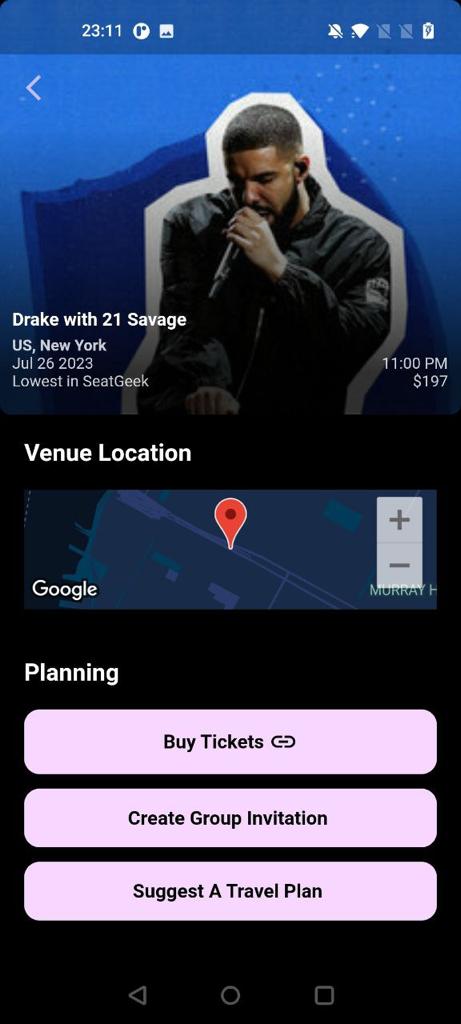 23:11
Drake with 21 Savage
US, New York
Jul 26 2023 11:00 PM
Lowest in SeatGeek $197
Venue Location
+
−
Google
MURRAY H
Planning
Buy Tickets
Create Group Invitation
Suggest A Travel Plan